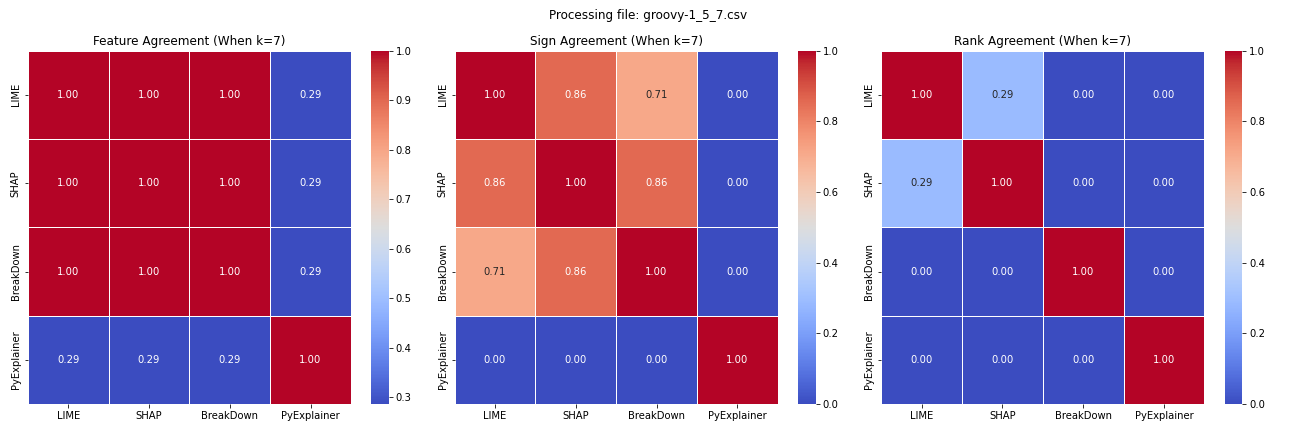 Processing file: groovy-1_5_7.csv
Feature Agreement (When k=7)
LIME
SHAP
BreakDown
PyExplainer
1.00 1.00 1.00 0.29
1.00 1.00 1.00 0.29
1.00 1.00 1.00 0.29
0.29 0.29 0.29 1.00
LIME SHAP BreakDown PyExplainer
1.0
0.9
0.8
0.7
0.6
0.5
0.4
0.3
Sign Agreement (When k=7)
LIME
SHAP
BreakDown
PyExplainer
1.00 0.86 0.71 0.00
0.86 1.00 0.86 0.00
0.71 0.86 1.00 0.00
0.00 0.00 0.00 1.00
LIME SHAP BreakDown PyExplainer
1.0
0.8
0.6
0.4
0.2
0.0
Rank Agreement (When k=7)
LIME
SHAP
BreakDown
PyExplainer
1.00 0.29 0.00 0.00
0.29 1.00 0.00 0.00
0.00 0.00 1.00 0.00
0.00 0.00 0.00 1.00
LIME SHAP BreakDown PyExplainer
1.0
0.8
0.6
0.4
0.2
0.0